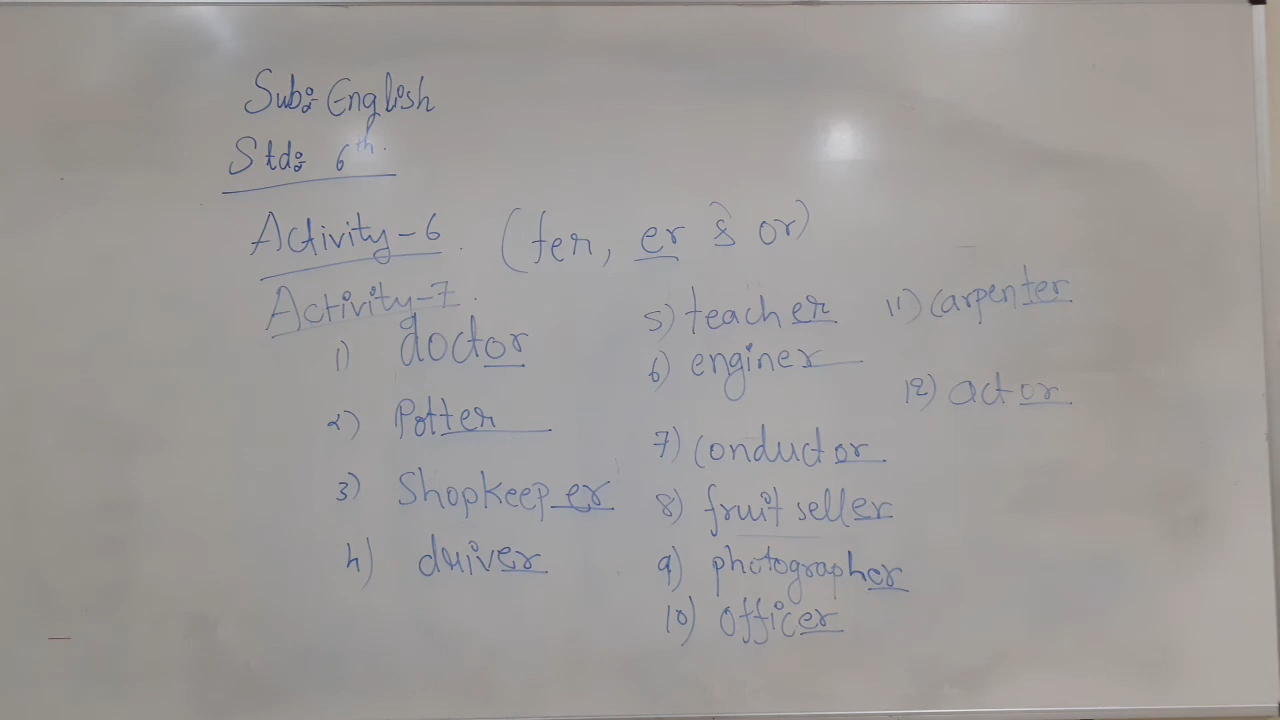 Sub:- English
Std:- 6th.
Activity-6. (ter, er & or)
Activity-7.
1) doctor
2) Potter
3) Shopkeeper
4) driver
5) teacher
6) enginer
7) Conductor
8) fruit seller
9) photographer
10) Officer
11) Carpenter
12) actor